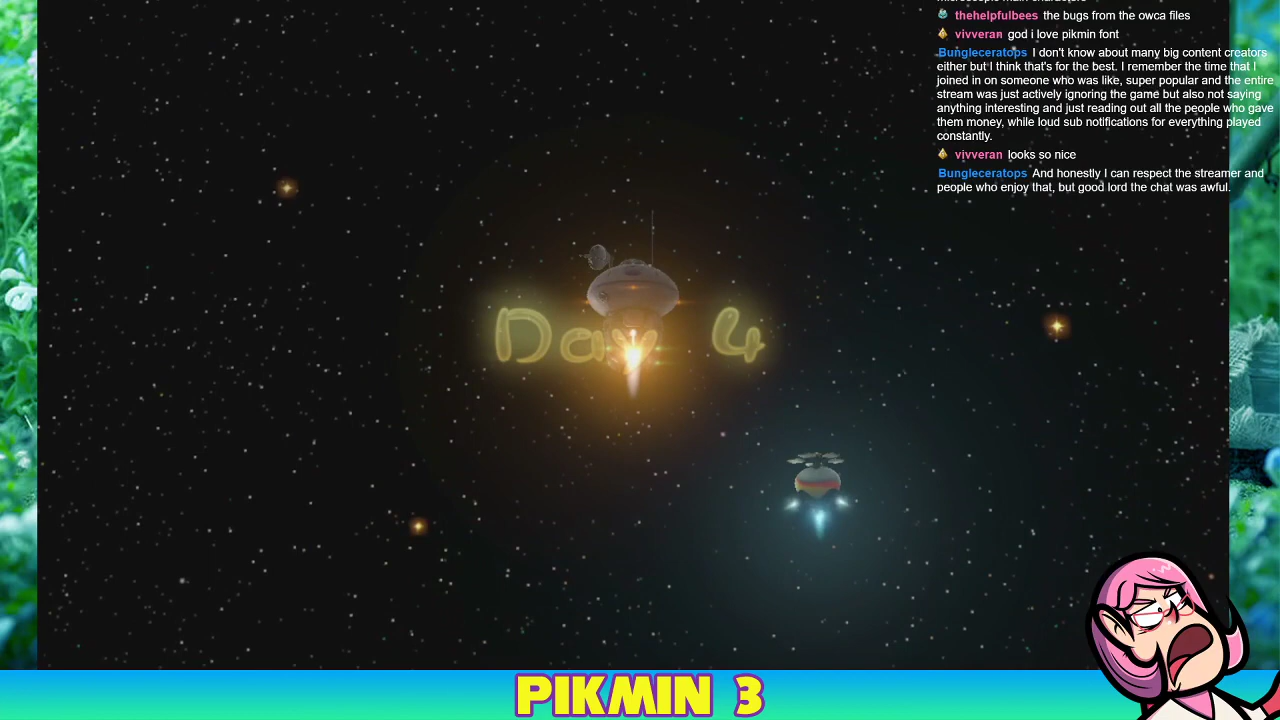 thehelpfulbees the bugs from the owca files
vivveran god i love pikmin font
Bungleceratops I don't know about many big content creators
either but I think that's for the best. I remember the time that I
joined in on someone who was like, super popular and the entire
stream was just actively ignoring the game but also not saying
anything interesting and just reading out all the people who gave
them money, while loud sub notifications for everything played
constantly.
vivveran looks so nice
Bungleceratops And honestly I can respect the streamer and
people who enjoy that, but good lord the chat was awful.
Day 4
PIKMIN 3